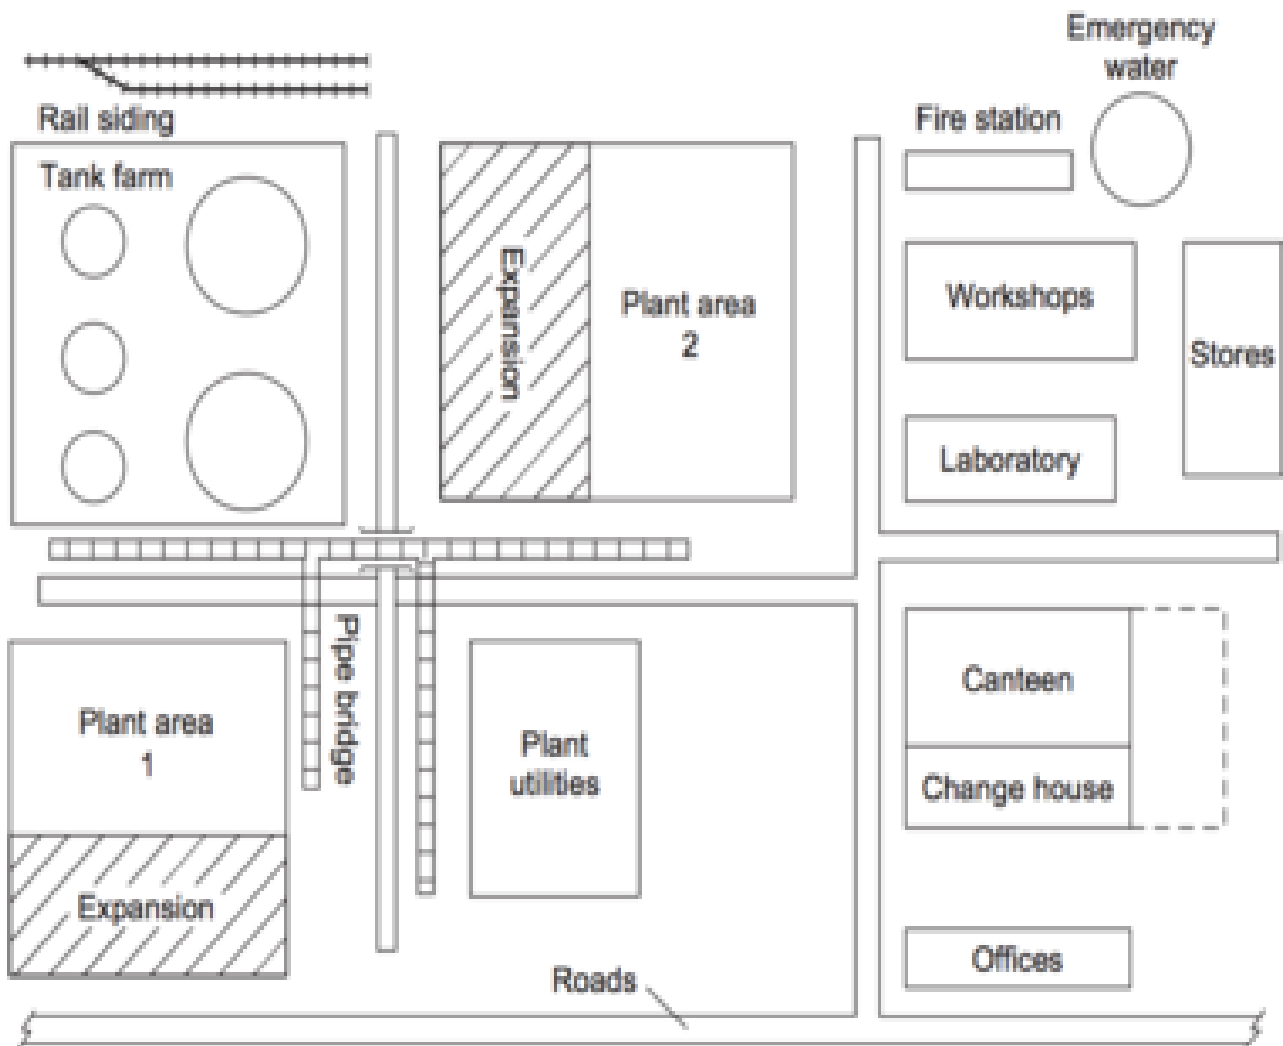 Emergency
water
Rail siding
Fire station
Tank farm
Expansion
Plant area
2
Workshops
Stores
Laboratory
Pipe bridge
Plant area
1
Plant
utilities
Canteen
Change house
Expansion
Offices
Roads